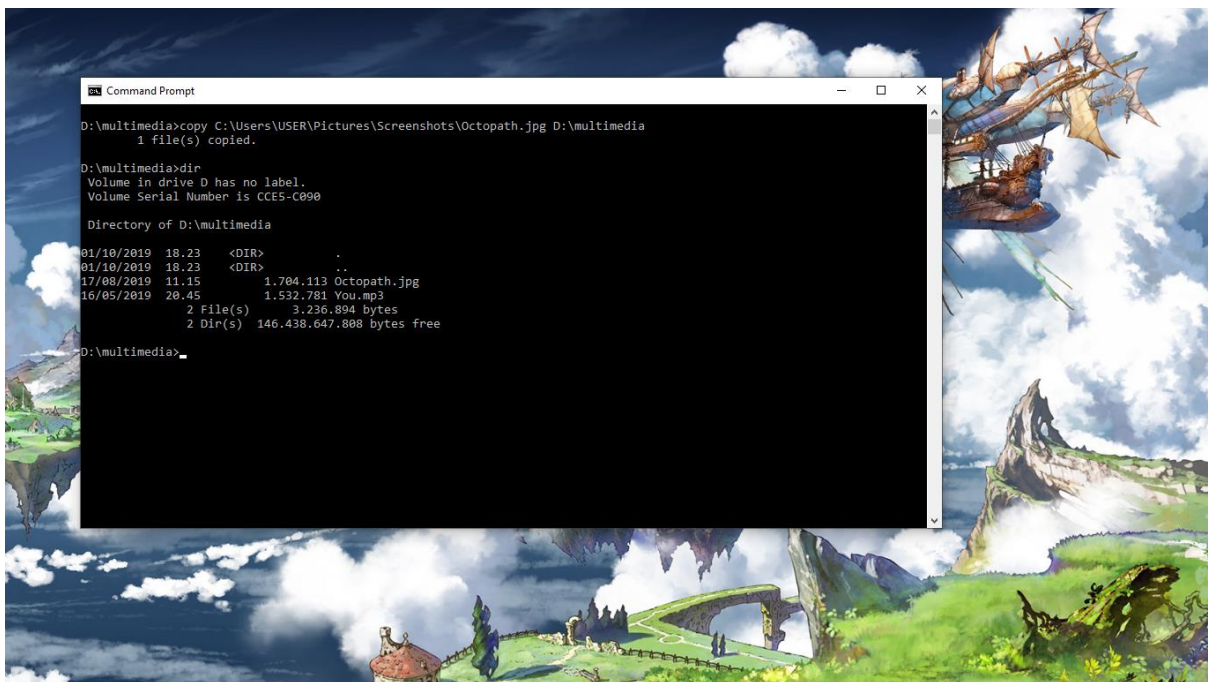 Command Prompt
D:\multimedia>copy C:\Users\USER\Pictures\Screenshots\Octopath.jpg D:\multimedia
        1 file(s) copied.
D:\multimedia>dir
 Volume in drive D has no label.
 Volume Serial Number is CCE5-C090
 Directory of D:\multimedia
01/10/2019  18.23    <DIR>          .
01/10/2019  18.23    <DIR>          ..
17/08/2019  11.15         1.704.113 Octopath.jpg
16/05/2019  20.45         1.532.781 You.mp3
               2 File(s)      3.236.894 bytes
               2 Dir(s)  146.438.647.808 bytes free
D:\multimedia>